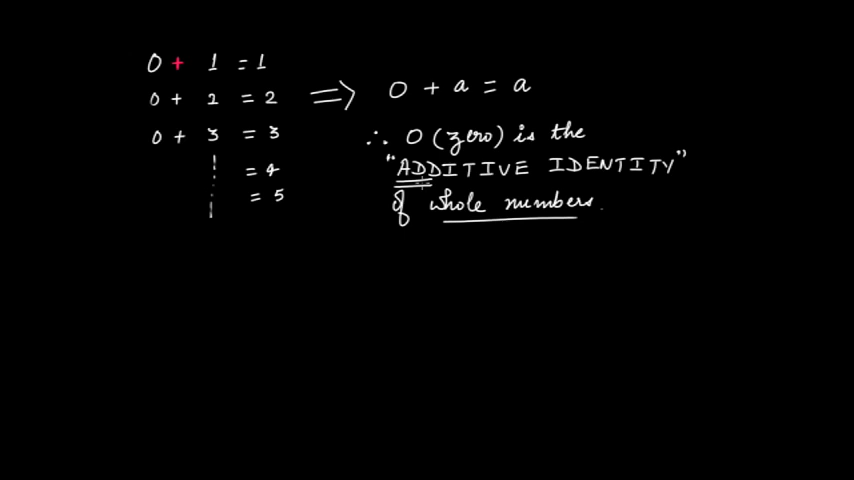 0 + 1 = 1
0 + 2 = 2
0 + 3 = 3
= 4
= 5
⟹ 0 + a = a
∴ 0 (zero) is the
"ADDITIVE IDENTITY"
of whole numbers.